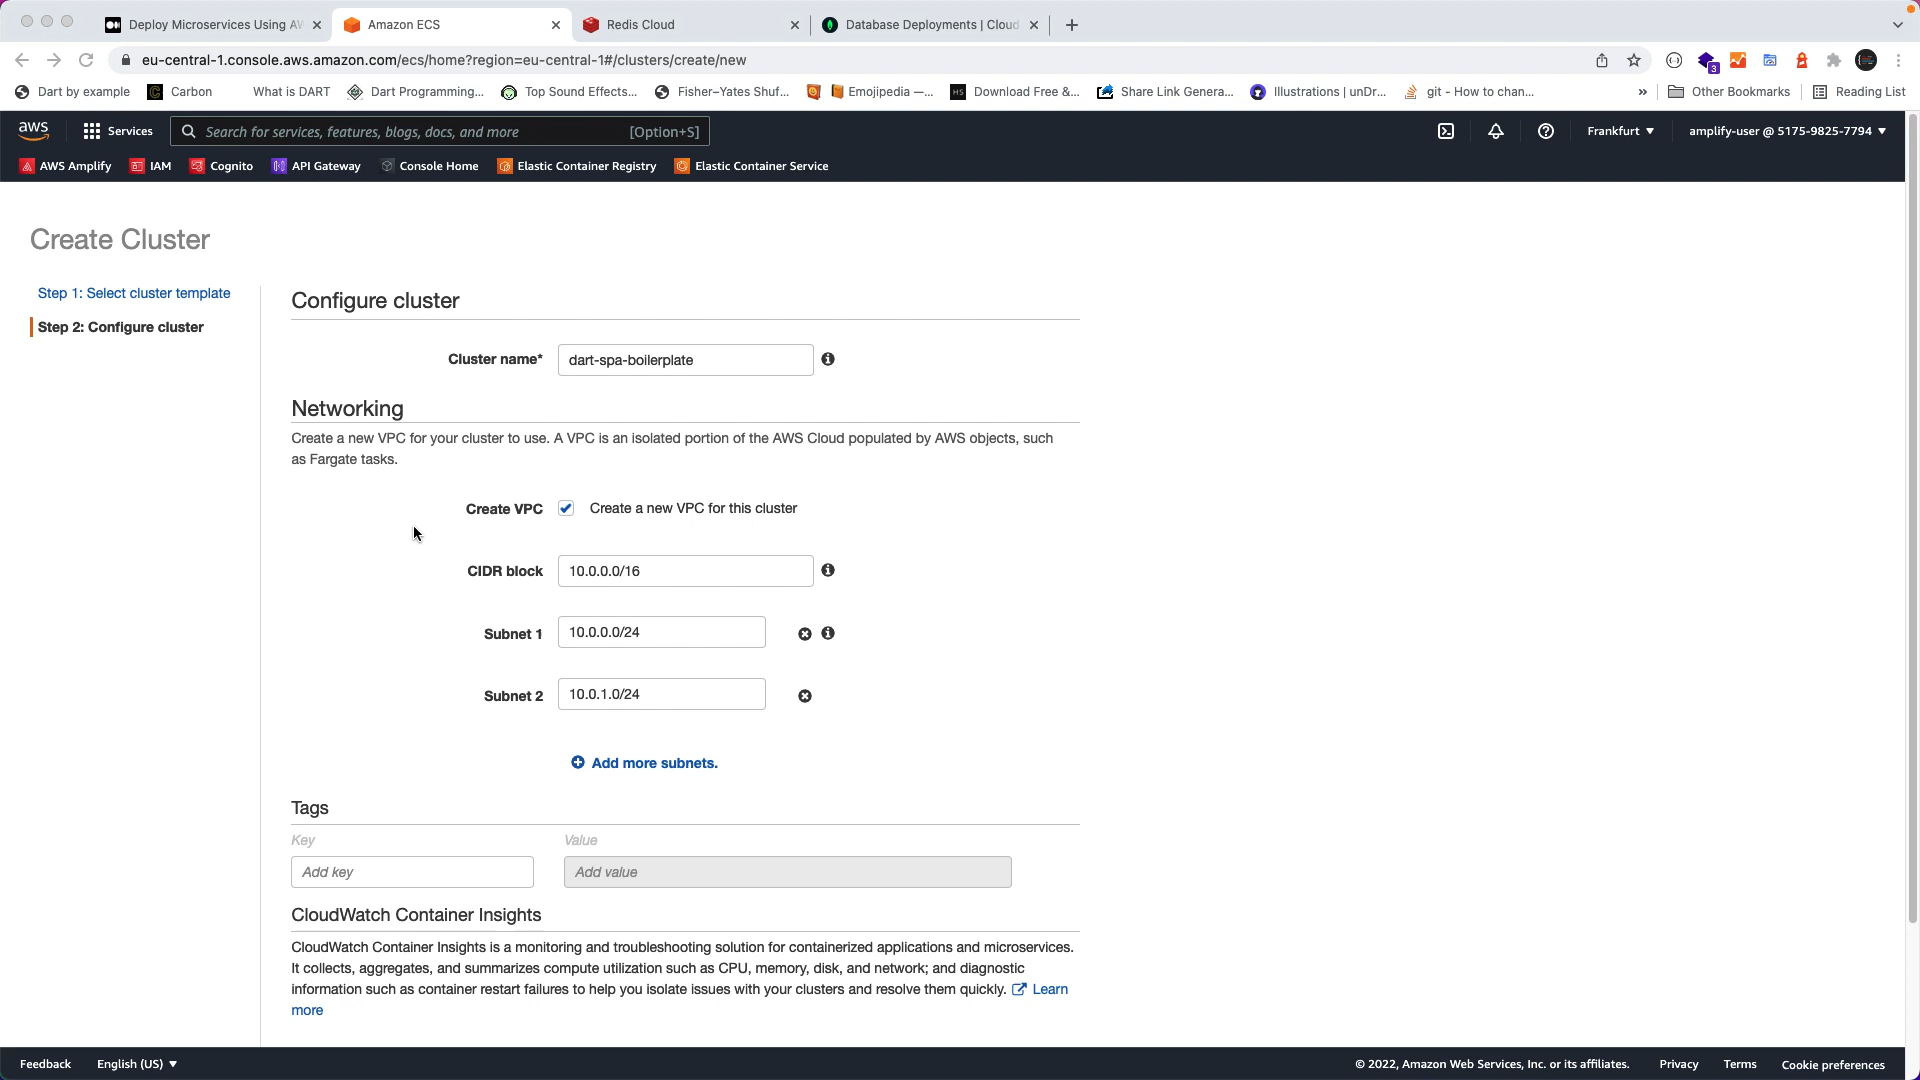 Deploy Microservices Using AW
Amazon ECS
Redis Cloud
Database Deployments | Cloud
eu-central-1.console.aws.amazon.com/ecs/home?region=eu-central-1#/clusters/create/new
3
Dart by example
Carbon
What is DART
Dart Programming...
Top Sound Effects...
Fisher–Yates Shuf...
Emojipedia —...
HS
Download Free &...
Share Link Genera...
Illustrations | unDr...
git - How to chan...
»
Other Bookmarks
Reading List
aws
Services
Search for services, features, blogs, docs, and more
[Option+S]
Frankfurt ▼
amplify-user @ 5175-9825-7794 ▼
AWS Amplify
IAM
Cognito
API Gateway
Console Home
Elastic Container Registry
Elastic Container Service
Create Cluster
Step 1: Select cluster template
Step 2: Configure cluster
Configure cluster
Cluster name*
dart-spa-boilerplate
Networking
Create a new VPC for your cluster to use. A VPC is an isolated portion of the AWS Cloud populated by AWS objects, such
as Fargate tasks.
Create VPC
Create a new VPC for this cluster
CIDR block
10.0.0.0/16
Subnet 1
10.0.0.0/24
Subnet 2
10.0.1.0/24
Add more subnets.
Tags
Key
Value
Add key
Add value
CloudWatch Container Insights
CloudWatch Container Insights is a monitoring and troubleshooting solution for containerized applications and microservices.
It collects, aggregates, and summarizes compute utilization such as CPU, memory, disk, and network; and diagnostic
information such as container restart failures to help you isolate issues with your clusters and resolve them quickly. Learn
more
Feedback
English (US) ▼
© 2022, Amazon Web Services, Inc. or its affiliates.
Privacy
Terms
Cookie preferences